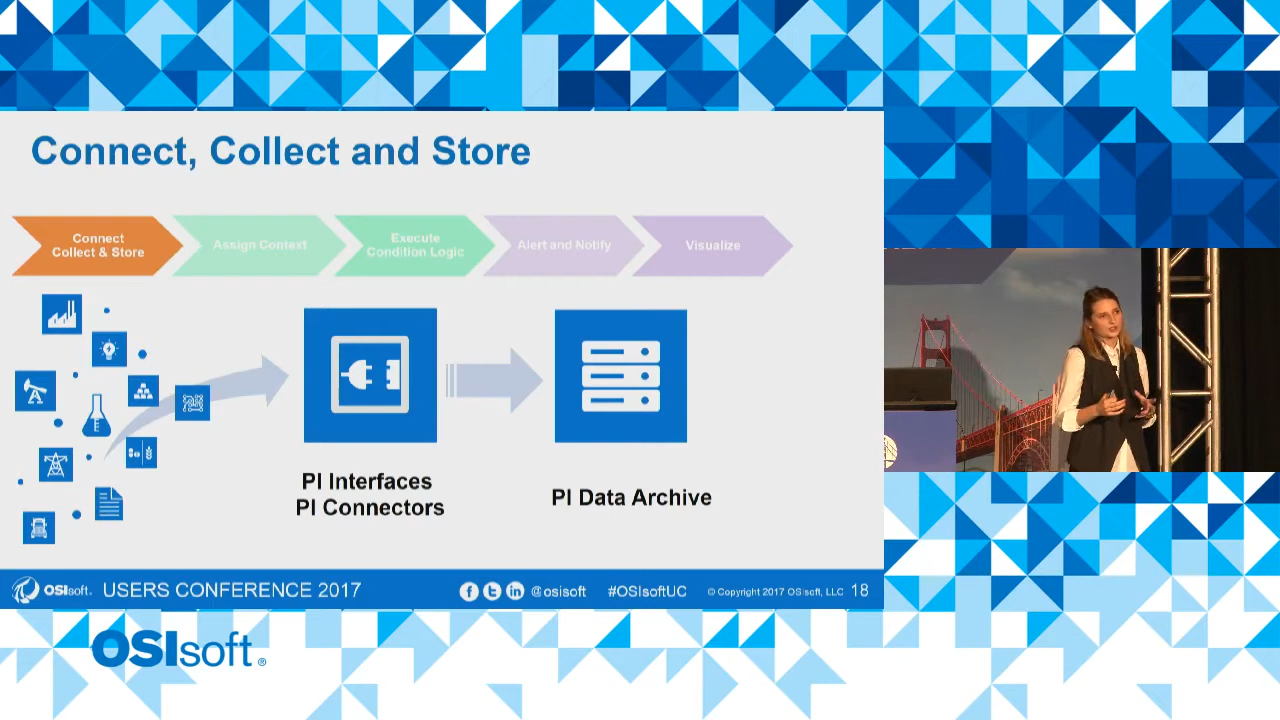 Connect, Collect and Store
Connect
Collect & Store
Assign Context
Execute
Condition Logic
Alert and Notify
Visualize
PI Interfaces
PI Connectors
PI Data Archive
OSIsoft. USERS CONFERENCE 2017
@osisoft
#OSIsoftUC
© Copyright 2017 OSIsoft, LLC
18
OSIsoft®